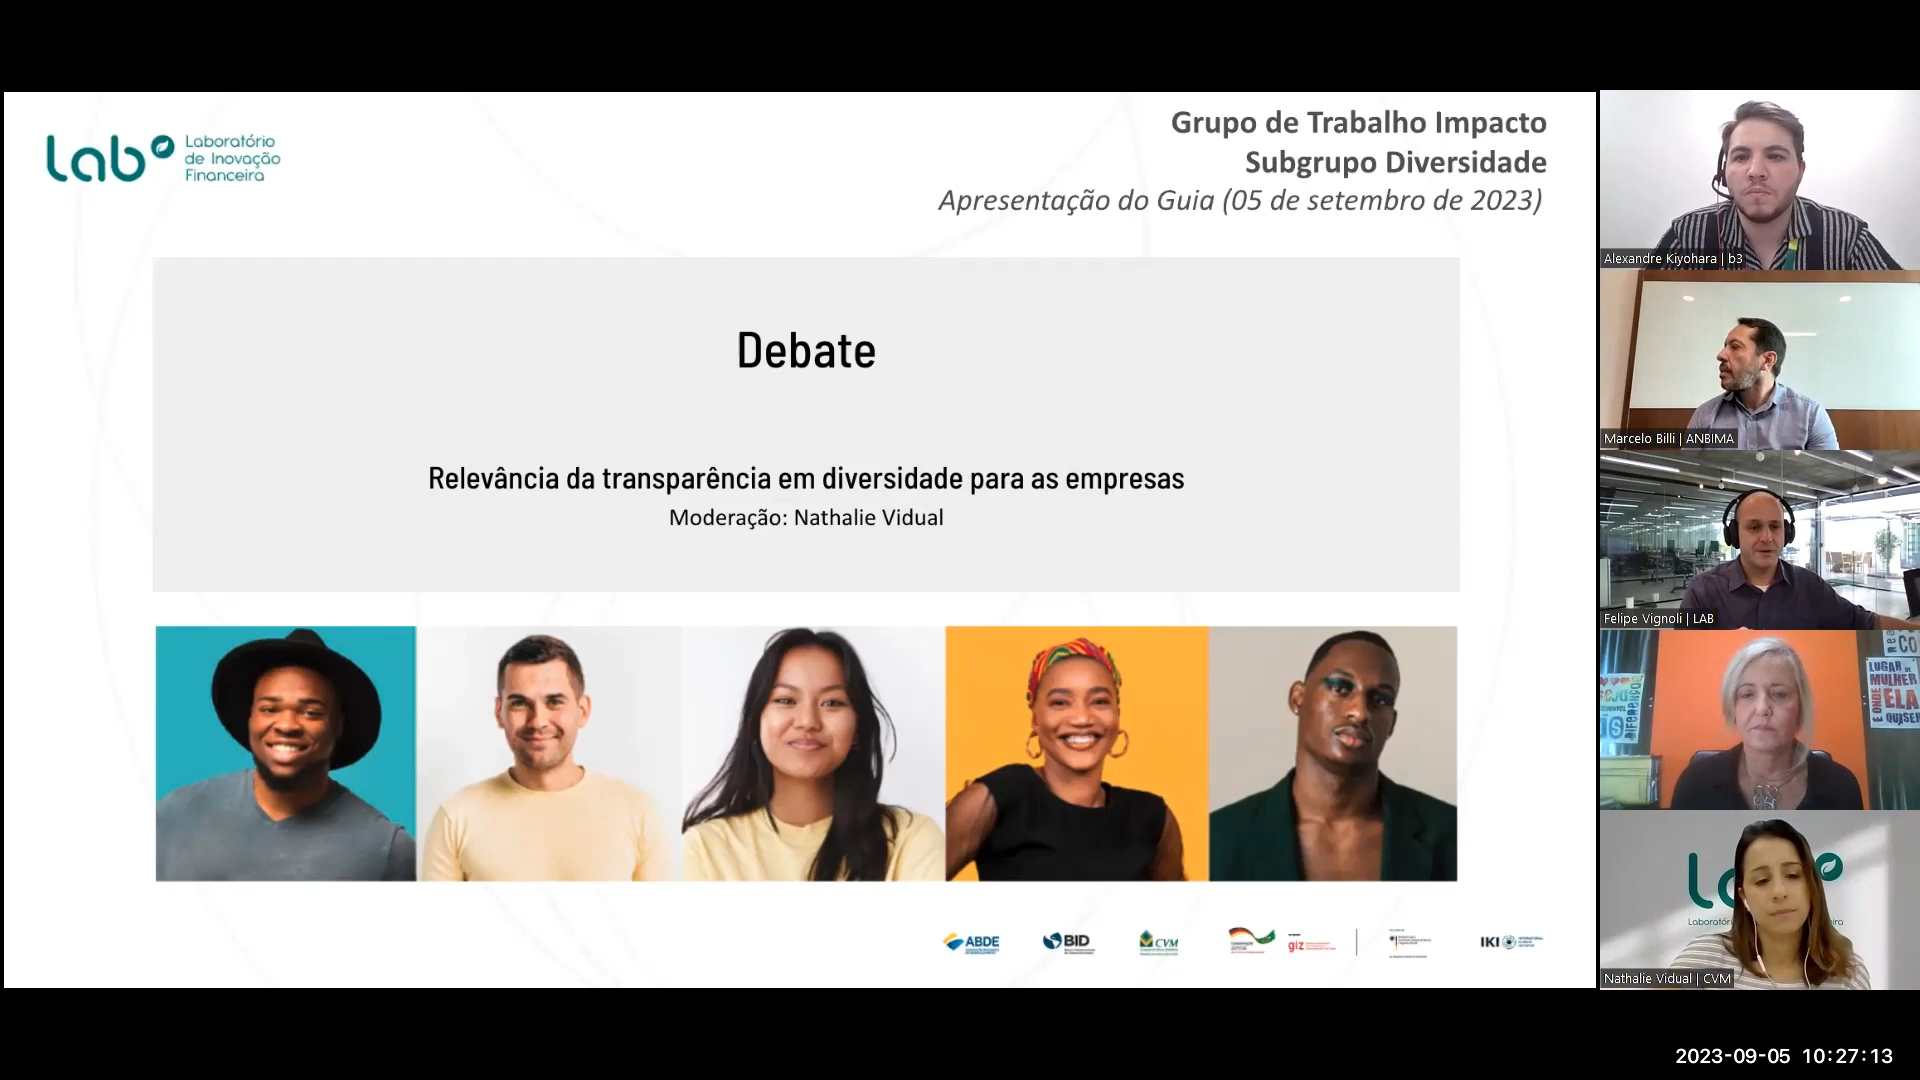 lab
Laboratório
de Inovação
Financeira
Grupo de Trabalho Impacto
Subgrupo Diversidade
Apresentação do Guia (05 de setembro de 2023)
Debate
Relevância da transparência em diversidade para as empresas
Moderação: Nathalie Vidual
ABDE
BID
CVM
giz
IKI
Alexandre Kiyohara | b3
Marcelo Billi | ANBIMA
Felipe Vignoli | LAB
LUGAR DE
MULHER
É ONDE
ELA
QUISER
Nathalie Vidual | CVM
2023-09-05 10:27:13